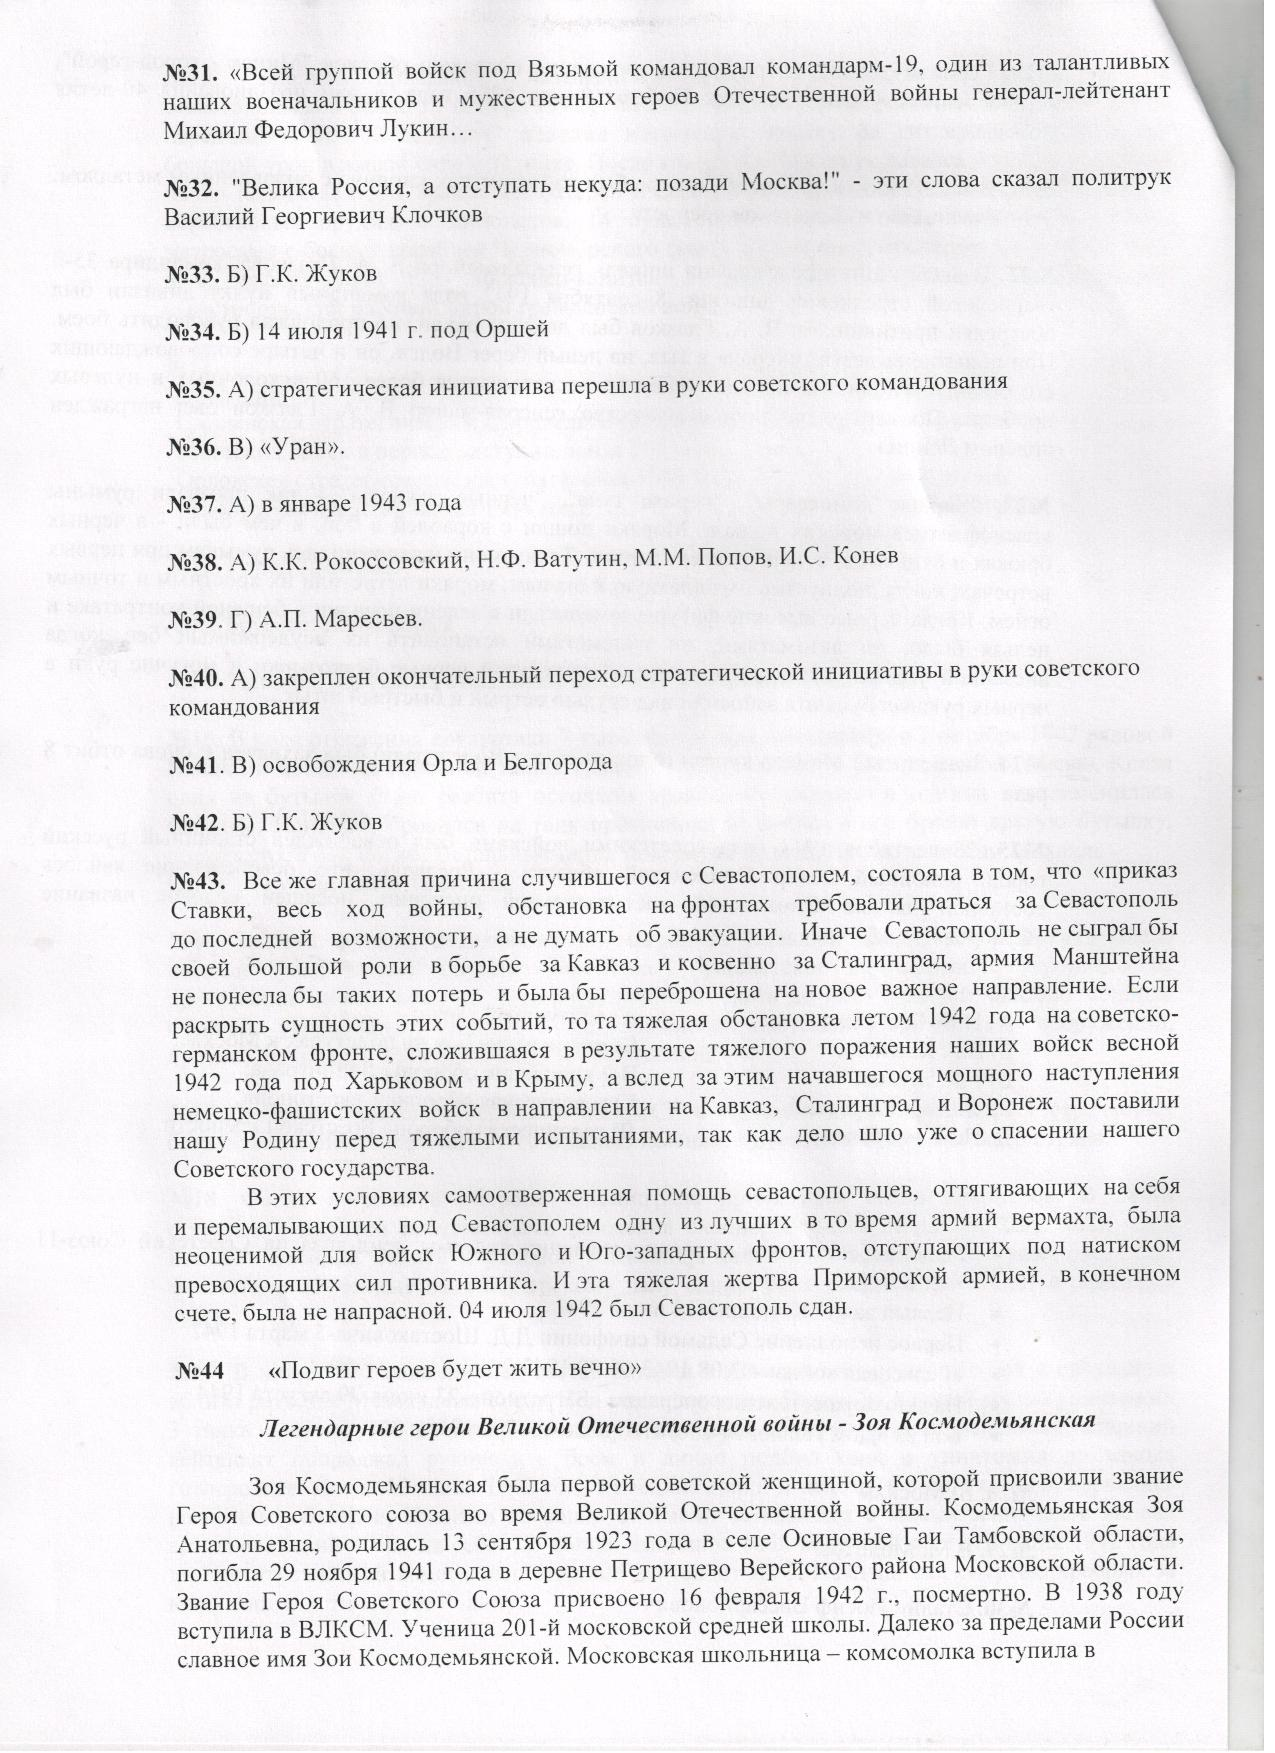 №31. «Всей группой войск под Вязьмой командовал командарм-19, один из талантливых
наших военачальников и мужественных героев Отечественной войны генерал-лейтенант
Михаил Федорович Лукин…
№32. "Велика Россия, а отступать некуда: позади Москва!" - эти слова сказал политрук
Василий Георгиевич Клочков
№33. Б) Г.К. Жуков
№34. Б) 14 июля 1941 г. под Оршей
№35. А) стратегическая инициатива перешла в руки советского командования
№36. В) «Уран».
№37. А) в январе 1943 года
№38. А) К.К. Рокоссовский, Н.Ф. Ватутин, М.М. Попов, И.С. Конев
№39. Г) А.П. Маресьев.
№40. А) закреплен окончательный переход стратегической инициативы в руки советского
командования
№41. В) освобождения Орла и Белгорода
№42. Б) Г.К. Жуков
№43. Все же главная причина случившегося с Севастополем, состояла в том, что «приказ
Ставки, весь ход войны, обстановка на фронтах требовали драться за Севастополь
до последней возможности, а не думать об эвакуации. Иначе Севастополь не сыграл бы
своей большой роли в борьбе за Кавказ и косвенно за Сталинград, армия Манштейна
не понесла бы таких потерь и была бы переброшена на новое важное направление. Если
раскрыть сущность этих событий, то та тяжелая обстановка летом 1942 года на советско-
германском фронте, сложившаяся в результате тяжелого поражения наших войск весной
1942 года под Харьковом и в Крыму, а вслед за этим начавшегося мощного наступления
немецко-фашистских войск в направлении на Кавказ, Сталинград и Воронеж поставили
нашу Родину перед тяжелыми испытаниями, так как дело шло уже о спасении нашего
Советского государства.
В этих условиях самоотверженная помощь севастопольцев, оттягивающих на себя
и перемалывающих под Севастополем одну из лучших в то время армий вермахта, была
неоценимой для войск Южного и Юго-западных фронтов, отступающих под натиском
превосходящих сил противника. И эта тяжелая жертва Приморской армией, в конечном
счете, была не напрасной. 04 июля 1942 был Севастополь сдан.
№44 «Подвиг героев будет жить вечно»
Легендарные герои Великой Отечественной войны - Зоя Космодемьянская
Зоя Космодемьянская была первой советской женщиной, которой присвоили звание
Героя Советского союза во время Великой Отечественной войны. Космодемьянская Зоя
Анатольевна, родилась 13 сентября 1923 года в селе Осиновые Гаи Тамбовской области,
погибла 29 ноября 1941 года в деревне Петрищево Верейского района Московской области.
Звание Героя Советского Союза присвоено 16 февраля 1942 г., посмертно. В 1938 году
вступила в ВЛКСМ. Ученица 201-й московской средней школы. Далеко за пределами России
славное имя Зои Космодемьянской. Московская школьница – комсомолка вступила в